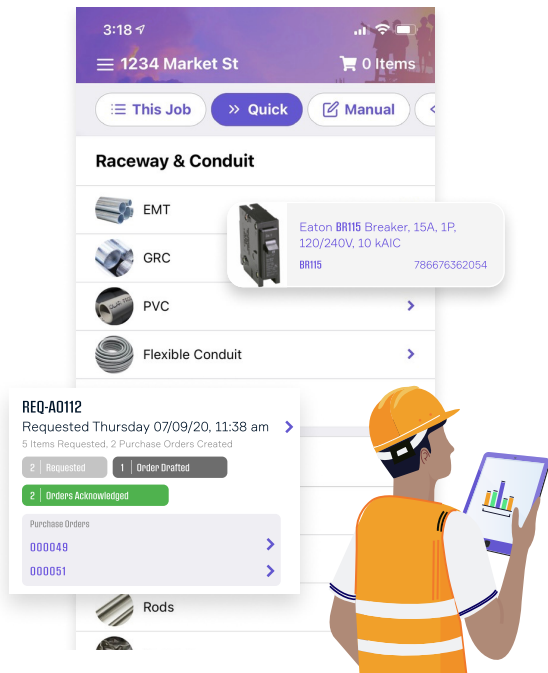 3:18
1234 Market St
0 Items
This Job
Quick
Manual
Raceway & Conduit
EMT
GRC
PVC
Flexible Conduit
Eaton BR115 Breaker, 15A, 1P,
120/240V, 10 kAIC
BR115
786676362054
REQ-A0112
Requested Thursday 07/09/20, 11:38 am
5 Items Requested, 2 Purchase Orders Created
2 Requested
1 Order Drafted
2 Orders Acknowledged
Purchase Orders
000049
000051
Rods